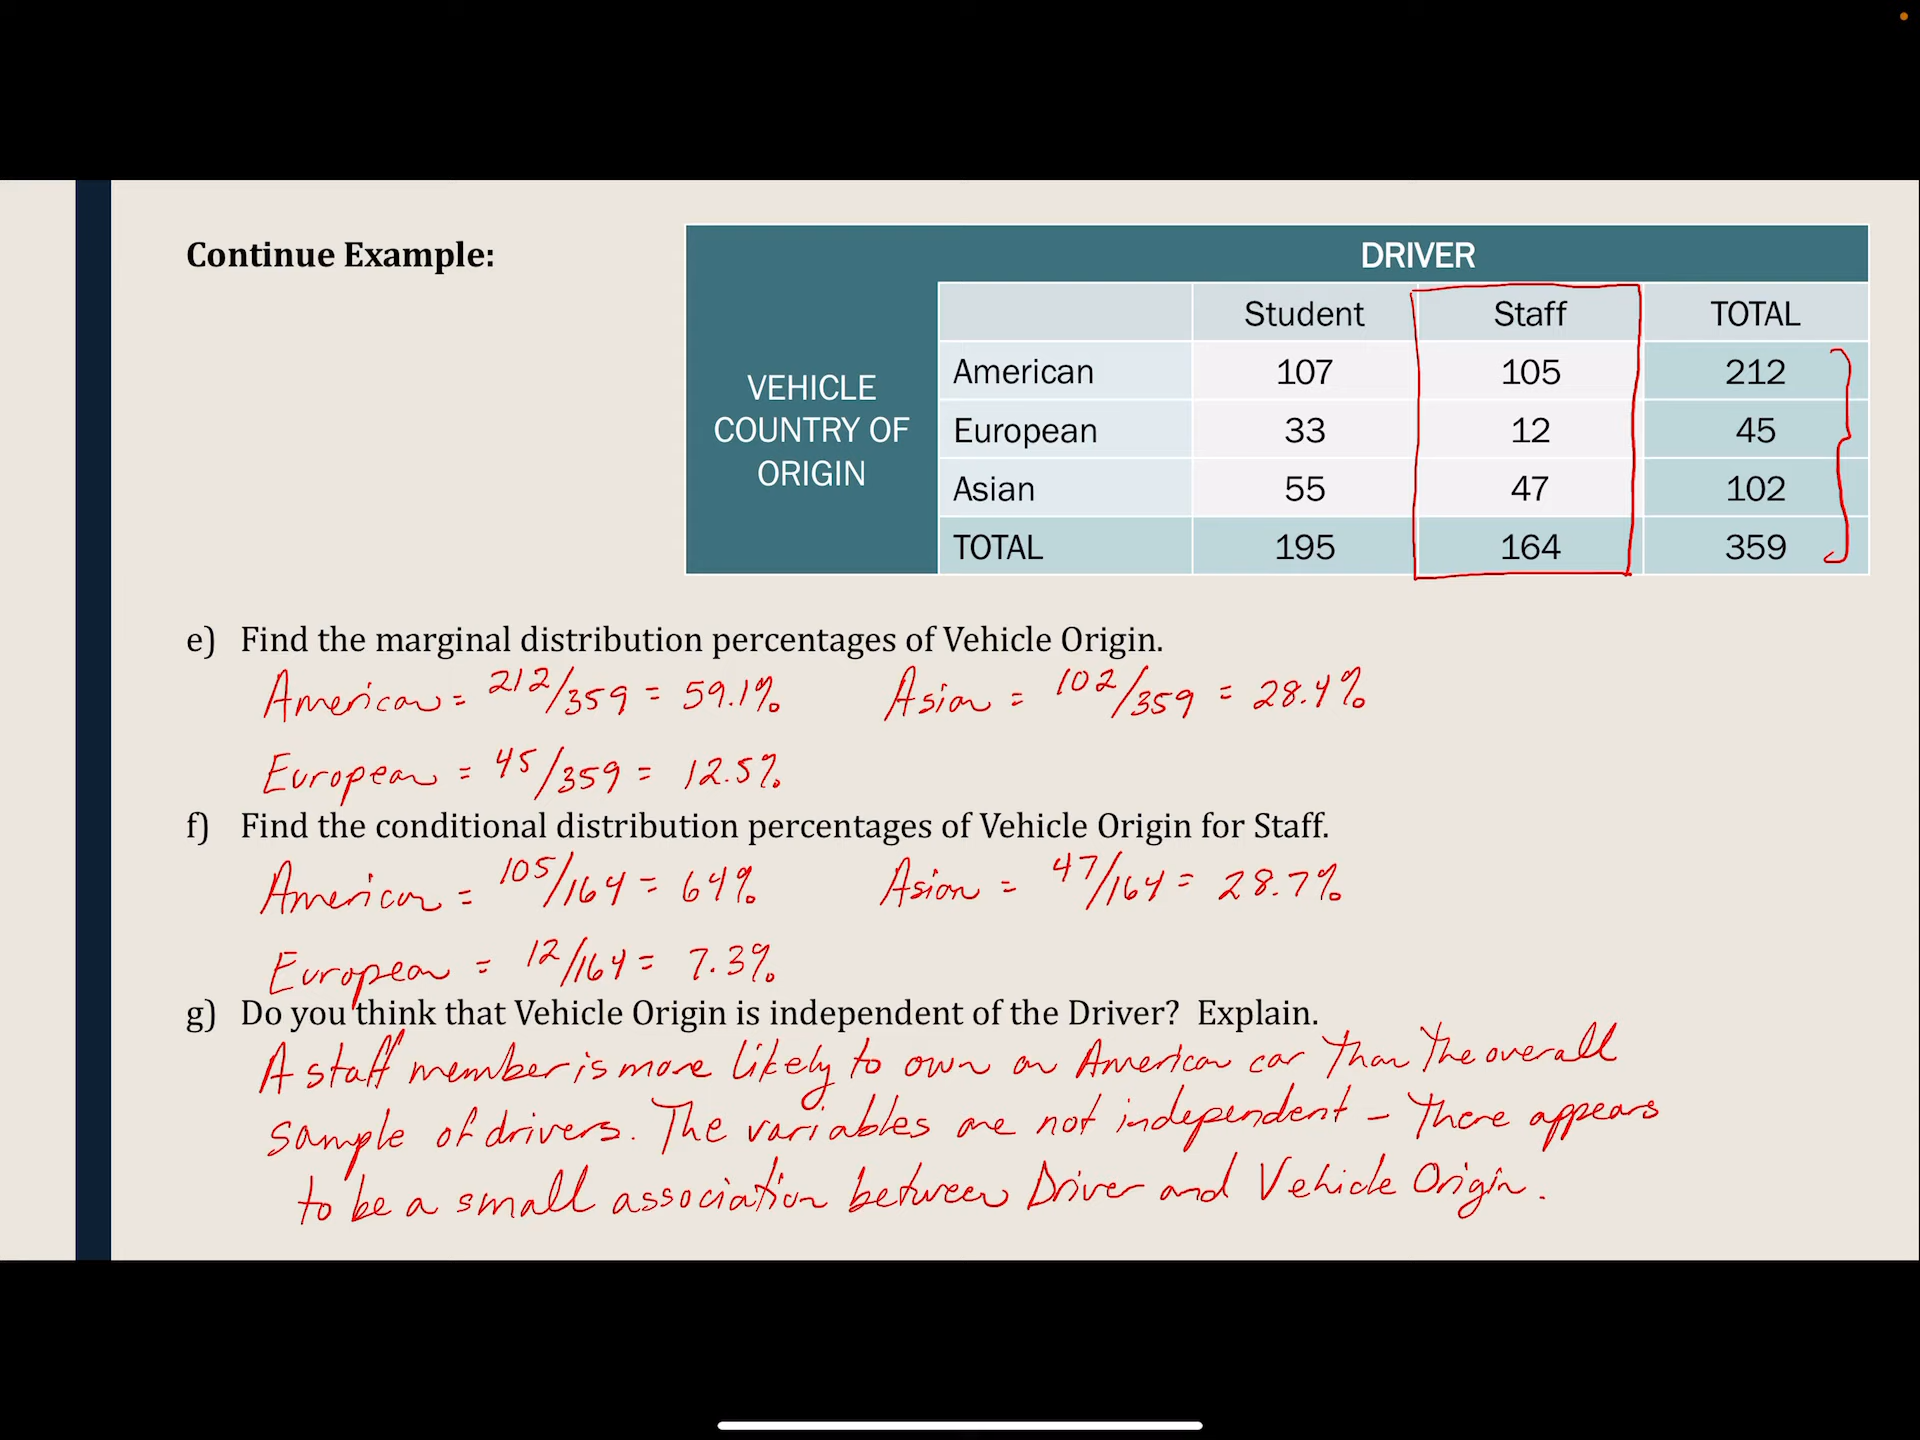 Continue Example:
DRIVER
Student Staff TOTAL
VEHICLE COUNTRY OF ORIGIN
American 107 105 212
European 33 12 45
Asian 55 47 102
TOTAL 195 164 359
e) Find the marginal distribution percentages of Vehicle Origin.
American = 212/359 = 59.1% Asian = 102/359 = 28.4%
European = 45/359 = 12.5%
f) Find the conditional distribution percentages of Vehicle Origin for Staff.
American = 105/164 = 64% Asian = 47/164 = 28.7%
European = 12/164 = 7.3%
g) Do you think that Vehicle Origin is independent of the Driver? Explain.
A staff member is more likely to own an American car than the overall
sample of drivers. The variables are not independent – there appears
to be a small association between Driver and Vehicle Origin.